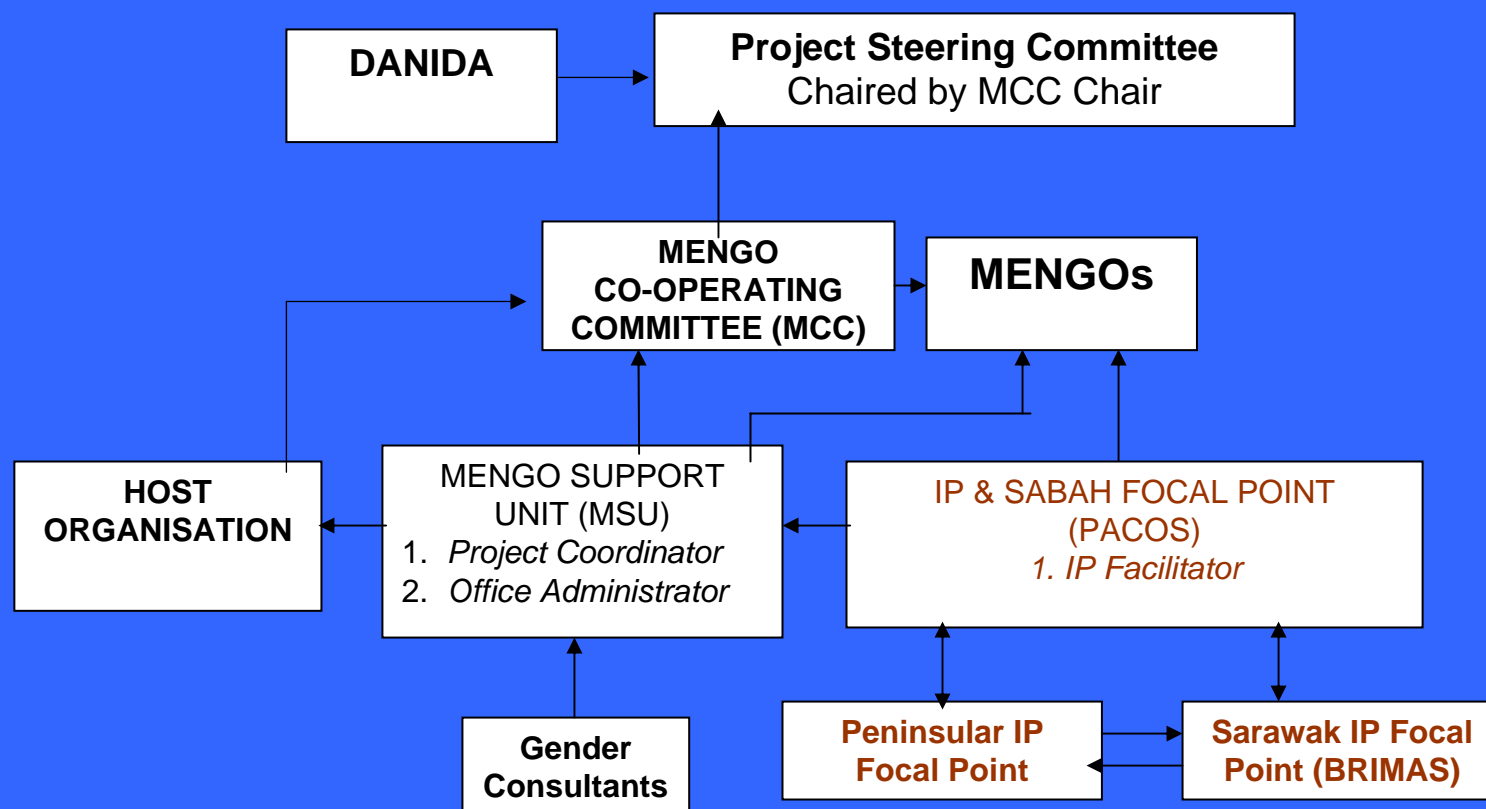 DANIDA
Project Steering Committee
Chaired by MCC Chair
MENGO
CO-OPERATING
COMMITTEE (MCC)
MENGOs
HOST
ORGANISATION
MENGO SUPPORT
UNIT (MSU)
1. Project Coordinator
2. Office Administrator
IP & SABAH FOCAL POINT
(PACOS)
1. IP Facilitator
Gender
Consultants
Peninsular IP
Focal Point
Sarawak IP Focal
Point (BRIMAS)